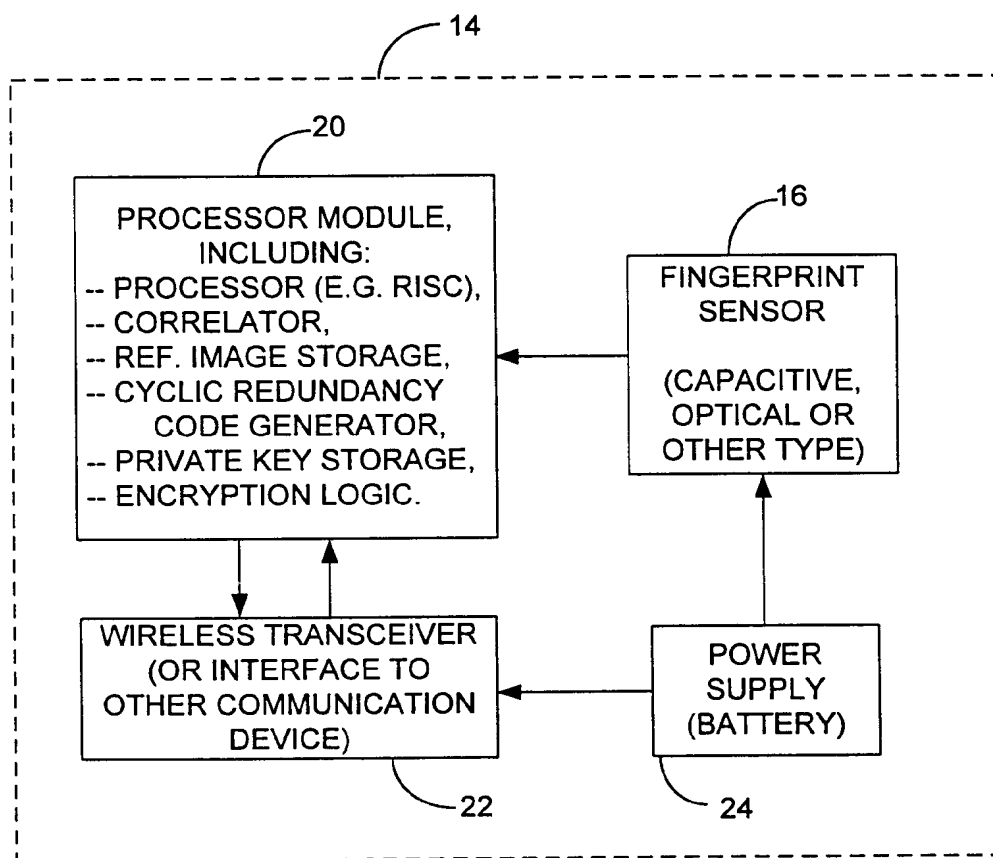 14
20
PROCESSOR MODULE,
INCLUDING:
-- PROCESSOR (E.G. RISC),
-- CORRELATOR,
-- REF. IMAGE STORAGE,
-- CYCLIC REDUNDANCY
CODE GENERATOR,
-- PRIVATE KEY STORAGE,
-- ENCRYPTION LOGIC.
16
FINGERPRINT
SENSOR
(CAPACITIVE,
OPTICAL OR
OTHER TYPE)
WIRELESS TRANSCEIVER
(OR INTERFACE TO
OTHER COMMUNICATION
DEVICE)
22
POWER
SUPPLY
(BATTERY)
24